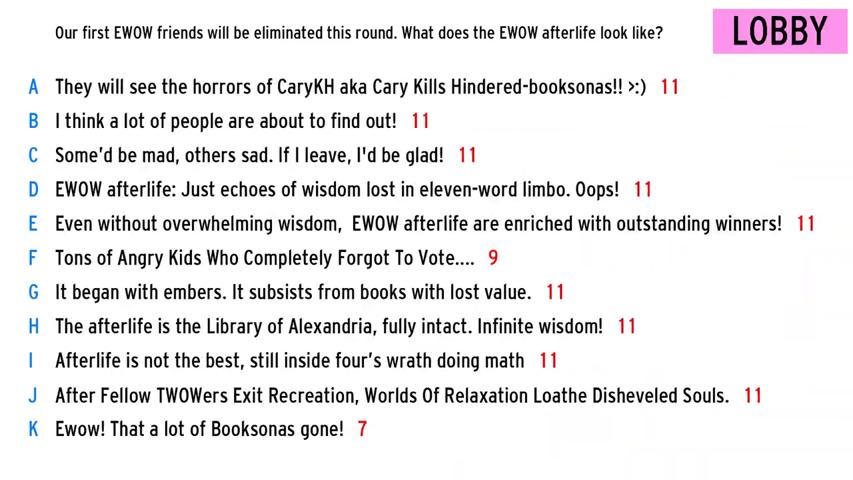 Our first EWOW friends will be eliminated this round. What does the EWOW afterlife look like?
LOBBY
A They will see the horrors of CaryKH aka Cary Kills Hindered-booksonas!! >:) 11
B I think a lot of people are about to find out! 11
C Some'd be mad, others sad. If I leave, I'd be glad! 11
D EWOW afterlife: Just echoes of wisdom lost in eleven-word limbo. Oops! 11
E Even without overwhelming wisdom, EWOW afterlife are enriched with outstanding winners! 11
F Tons of Angry Kids Who Completely Forgot To Vote.... 9
G It began with embers. It subsists from books with lost value. 11
H The afterlife is the Library of Alexandria, fully intact. Infinite wisdom! 11
I Afterlife is not the best, still inside four's wrath doing math 11
J After Fellow TWOWers Exit Recreation, Worlds Of Relaxation Loathe Disheveled Souls. 11
K Ewow! That a lot of Booksonas gone! 7